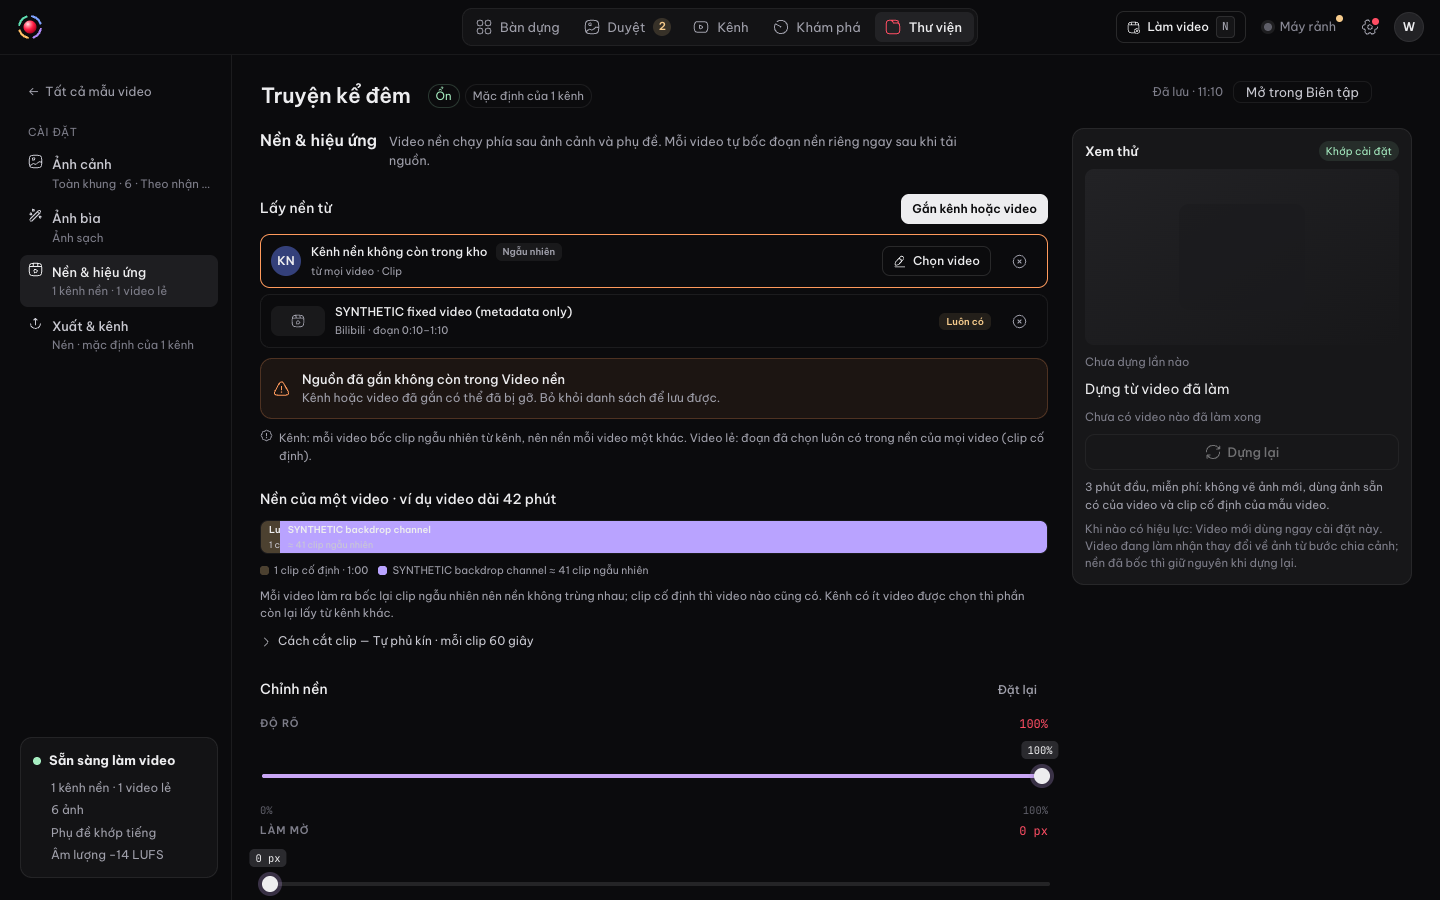 Bàn dựng
Duyệt 2
Kênh
Khám phá
Thư viện
Làm video N
Máy rảnh
W
← Tất cả mẫu video
CÀI ĐẶT
Ảnh cảnh
Toàn khung · 6 · Theo nhận ...
Ảnh bìa
Ảnh sạch
Nền & hiệu ứng
1 kênh nền · 1 video lẻ
Xuất & kênh
Nén · mặc định của 1 kênh
Sẵn sàng làm video
1 kênh nền · 1 video lẻ
6 ảnh
Phụ đề khớp tiếng
Âm lượng -14 LUFS
Truyện kể đêm
Ổn
Mặc định của 1 kênh
Đã lưu · 11:10
Mở trong Biên tập
Nền & hiệu ứng
Video nền chạy phía sau ảnh cảnh và phụ đề. Mỗi video tự bốc đoạn nền riêng ngay sau khi tải
nguồn.
Lấy nền từ
Gắn kênh hoặc video
KN
Kênh nền không còn trong kho
Ngẫu nhiên
từ mọi video · Clip
Chọn video
SYNTHETIC fixed video (metadata only)
Bilibili · đoạn 0:10–1:10
Luôn có
Nguồn đã gắn không còn trong Video nền
Kênh hoặc video đã gắn có thể đã bị gỡ. Bỏ khỏi danh sách để lưu được.
Kênh: mỗi video bốc clip ngẫu nhiên từ kênh, nên nền mỗi video một khác. Video lẻ: đoạn đã chọn luôn có trong nền của mọi video (clip cố
định).
Nền của một video · ví dụ video dài 42 phút
Lu
SYNTHETIC backdrop channel
1 c
≈ 41 clip ngẫu nhiên
1 clip cố định · 1:00
SYNTHETIC backdrop channel ≈ 41 clip ngẫu nhiên
Mỗi video làm ra bốc lại clip ngẫu nhiên nên nền không trùng nhau; clip cố định thì video nào cũng có. Kênh có ít video được chọn thì phần
còn lại lấy từ kênh khác.
Cách cắt clip — Tự phủ kín · mỗi clip 60 giây
Chỉnh nền
Đặt lại
ĐỘ RÕ
100%
100%
0%
100%
LÀM MỜ
0 px
0 px
Xem thử
Khớp cài đặt
Chưa dựng lần nào
Dựng từ video đã làm
Chưa có video nào đã làm xong
Dựng lại
3 phút đầu, miễn phí: không vẽ ảnh mới, dùng ảnh sẵn
có của video và clip cố định của mẫu video.
Khi nào có hiệu lực: Video mới dùng ngay cài đặt này.
Video đang làm nhận thay đổi về ảnh từ bước chia cảnh;
nền đã bốc thì giữ nguyên khi dựng lại.